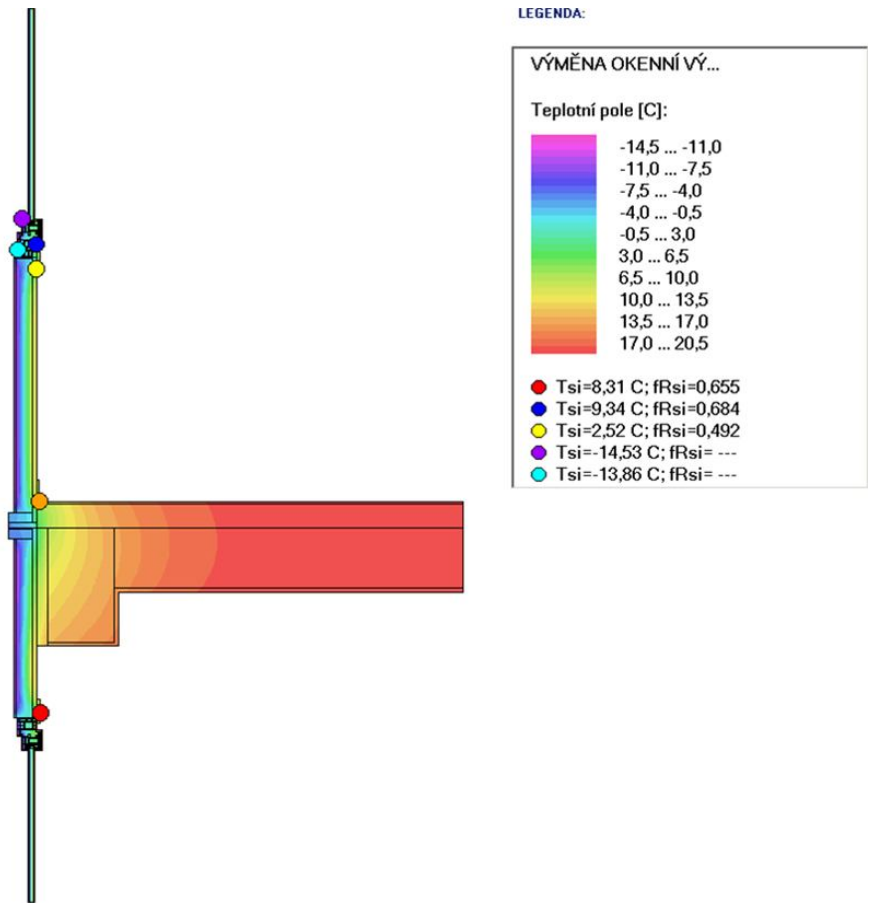 LEGENDA:
VÝMĚNA OKENNÍ VÝ...
Teplotní pole [C]:
-14,5 ... -11,0
-11,0 ... -7,5
-7,5 ... -4,0
-4,0 ... -0,5
-0,5 ... 3,0
3,0 ... 6,5
6,5 ... 10,0
10,0 ... 13,5
13,5 ... 17,0
17,0 ... 20,5
Tsi=8,31 C; fRsi=0,655
Tsi=9,34 C; fRsi=0,684
Tsi=2,52 C; fRsi=0,492
Tsi=-14,53 C; fRsi= ---
Tsi=-13,86 C; fRsi= ---